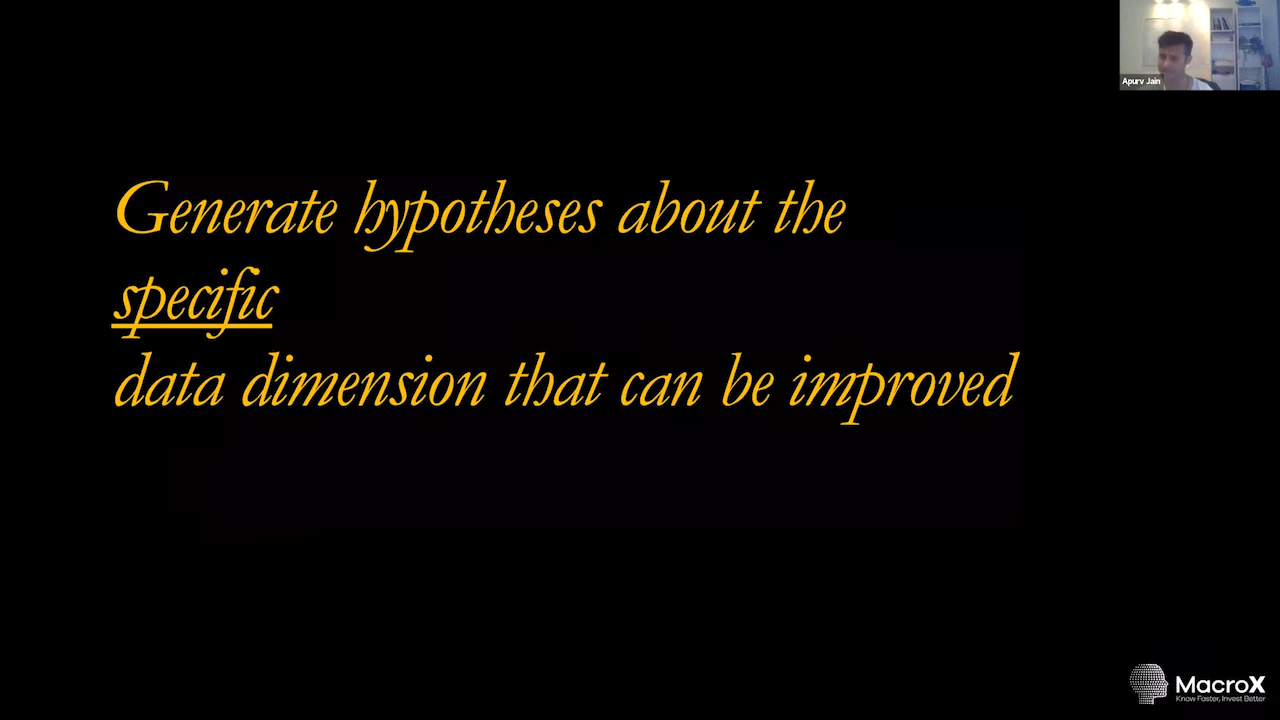 Apurv Jain
Generate hypotheses about the
specific
data dimension that can be improved
MacroX
Know Faster, Invest Better